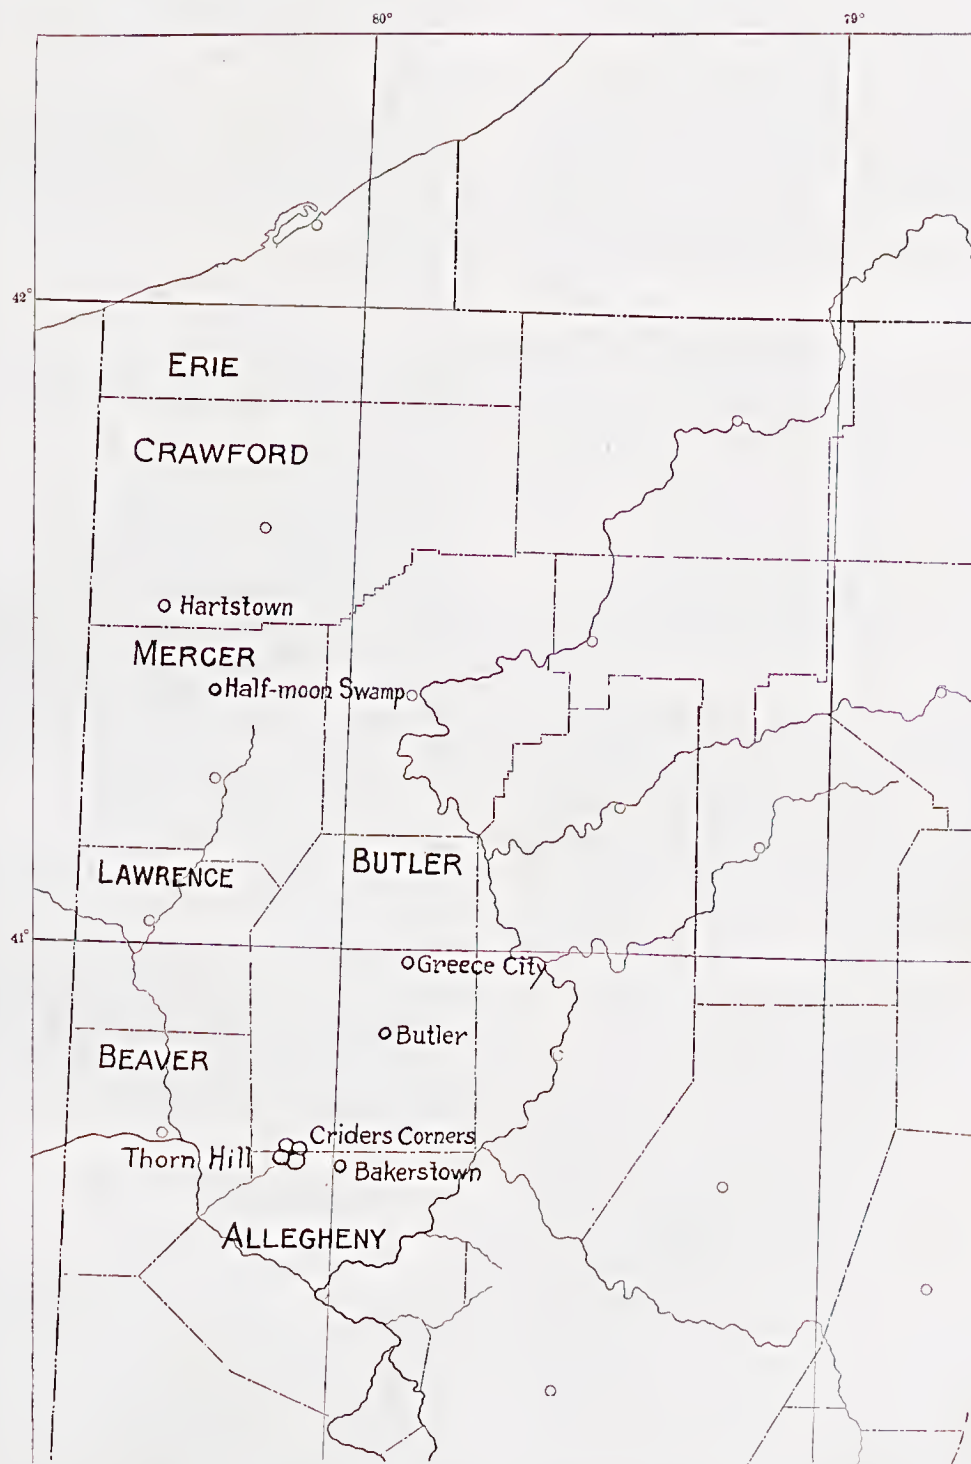 80° 79°
42°
ERIE
CRAWFORD
Hartstown
MERCER
Half-moon Swamp
BUTLER
LAWRENCE
41°
Greece City
Butler
BEAVER
Criders Corners
Thorn Hill
Bakerstown
ALLEGHENY